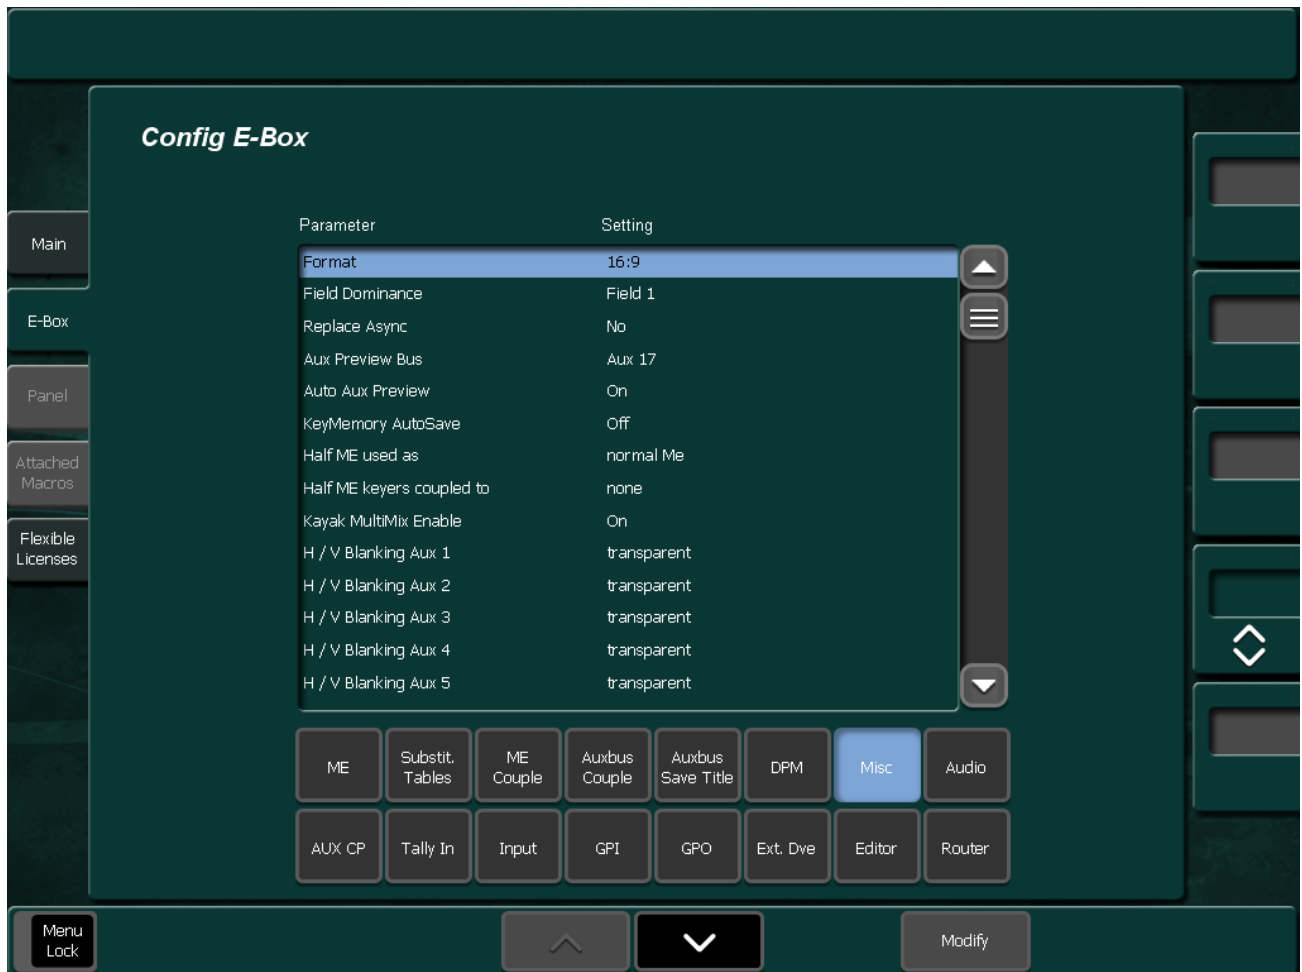 Config E-Box
Parameter Setting
Format 16:9
Field Dominance Field 1
Replace Async No
Aux Preview Bus Aux 17
Auto Aux Preview On
KeyMemory AutoSave Off
Half ME used as normal Me
Half ME keyers coupled to none
Kayak MultiMix Enable On
H / V Blanking Aux 1 transparent
H / V Blanking Aux 2 transparent
H / V Blanking Aux 3 transparent
H / V Blanking Aux 4 transparent
H / V Blanking Aux 5 transparent
Main
E-Box
Panel
Attached
Macros
Flexible
Licenses
ME
Substit.
Tables
ME
Couple
Auxbus
Couple
Auxbus
Save Title
DPM
Misc
Audio
AUX CP
Tally In
Input
GPI
GPO
Ext. Dve
Editor
Router
Menu
Lock
Modify